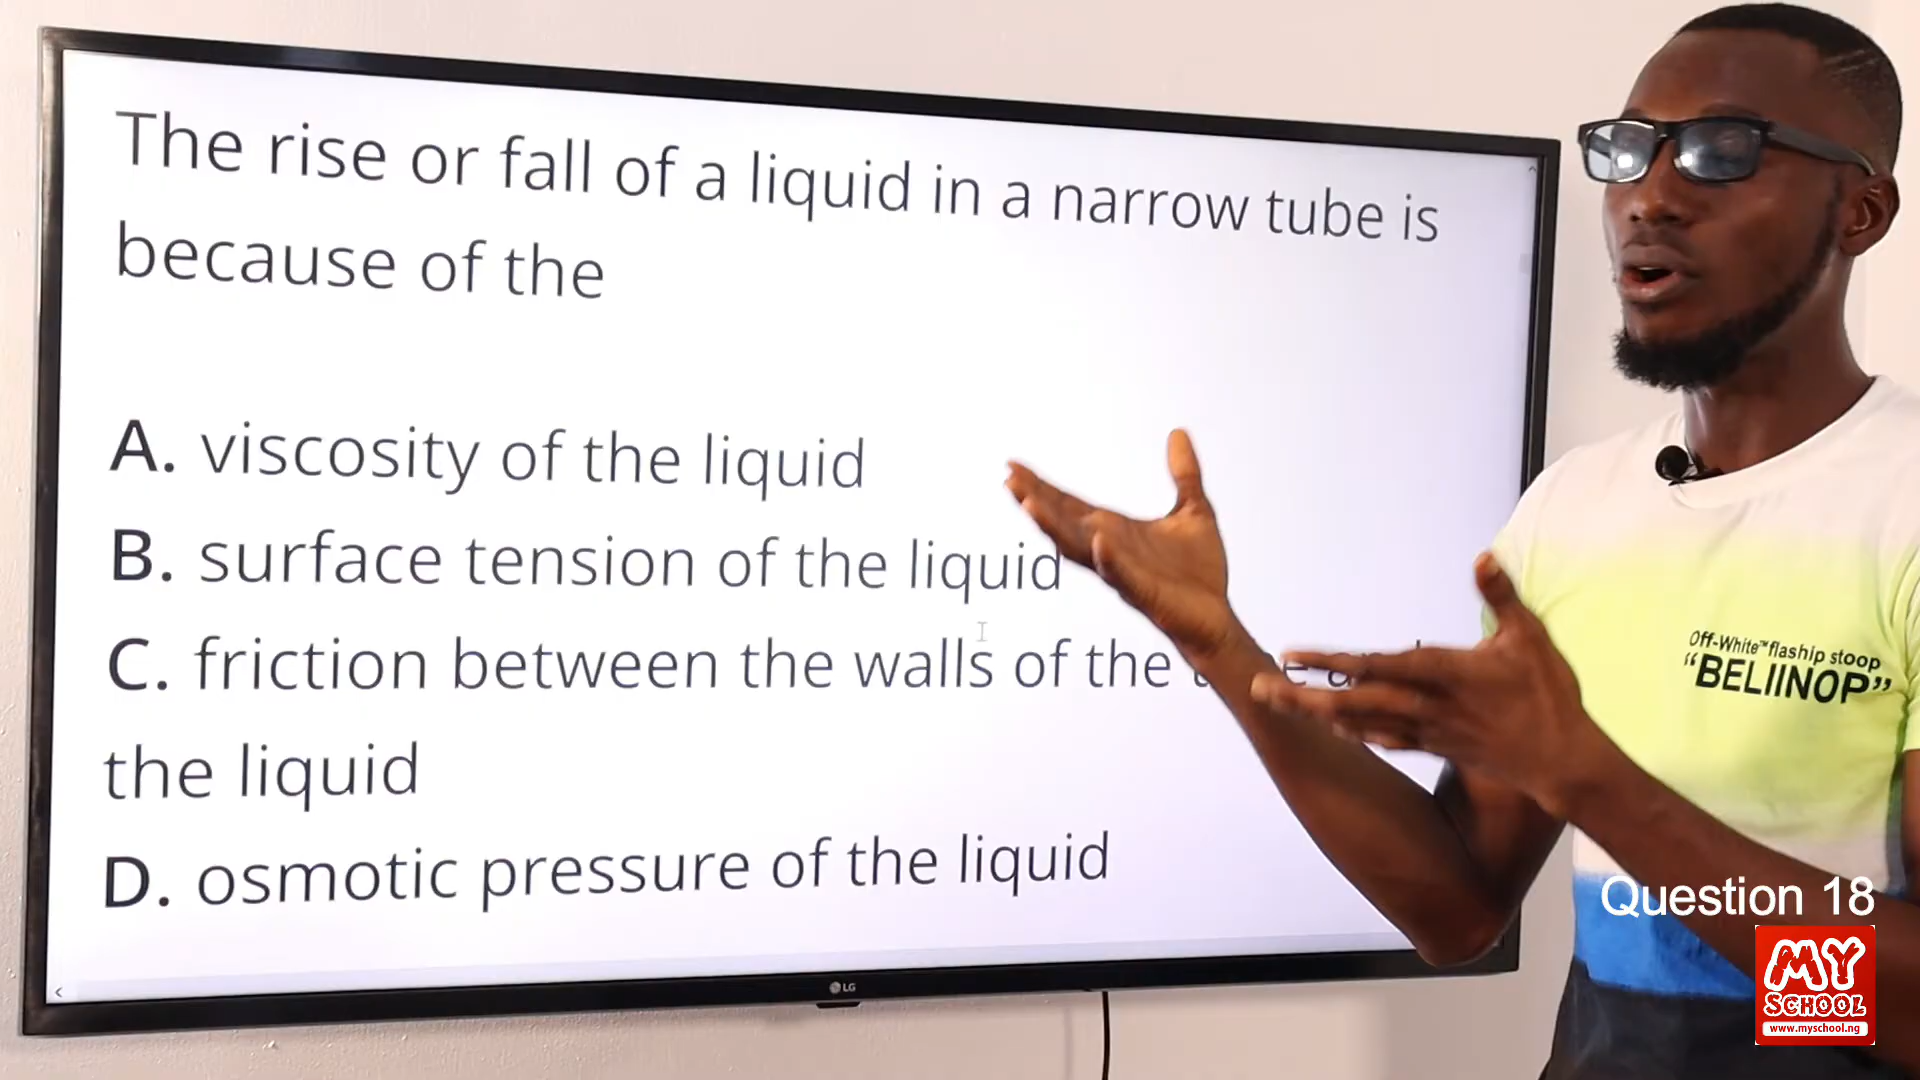 The rise or fall of a liquid in a narrow tube is
because of the
A. viscosity of the liquid
B. surface tension of the liquid
C. friction between the walls of the
the liquid
D. osmotic pressure of the liquid
LG
Off-White™ flaship stoop
“BELIINOP”
Question 18
MY
SCHOOL
www.myschool.ng